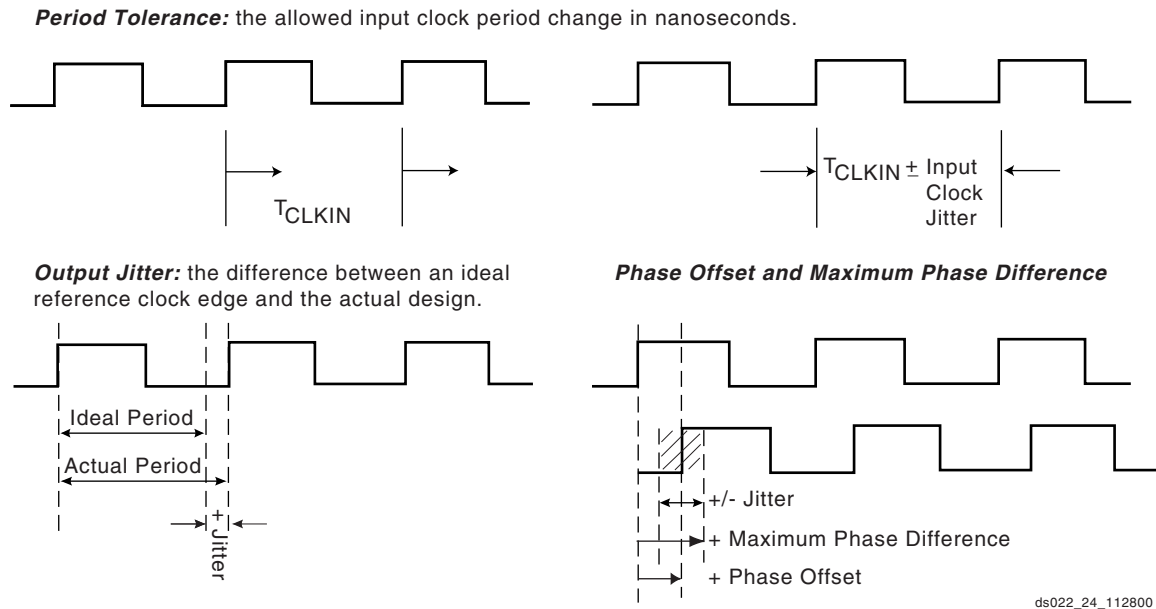 Period Tolerance: the allowed input clock period change in nanoseconds.
TCLKIN
TCLKIN ± Input
Clock
Jitter
Output Jitter: the difference between an ideal
reference clock edge and the actual design.
Ideal Period
Actual Period
+ Jitter
Phase Offset and Maximum Phase Difference
+/- Jitter
+ Maximum Phase Difference
+ Phase Offset
ds022_24_112800